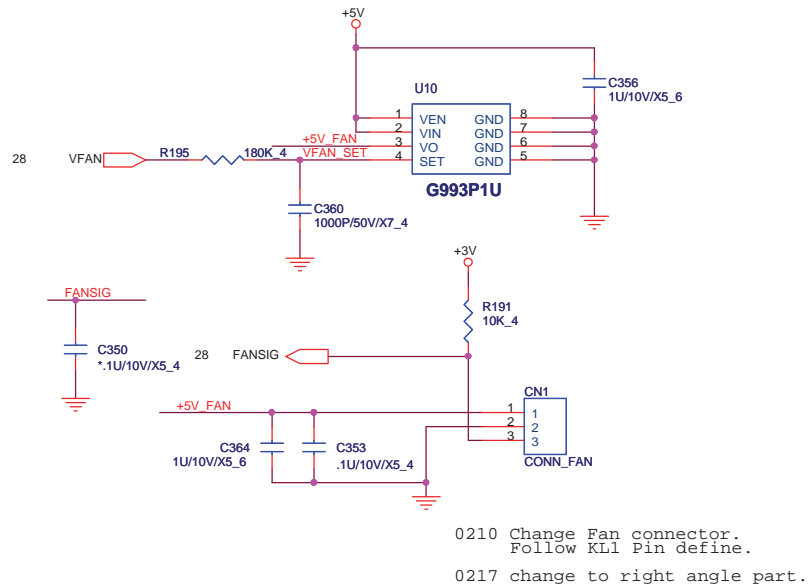 +5V
U10
C356
1U/10V/X5_6
1 VEN GND 8
2 VIN GND 7
+5V_FAN 3 VO GND 6
28 VFAN R195 180K_4 VFAN_SET 4 SET GND 5
G993P1U
C360
1000P/50V/X7_4
+3V
FANSIG
R191
10K_4
C350
*.1U/10V/X5_4
28 FANSIG
CN1
+5V_FAN 1 1
2 2
3 3
C364
1U/10V/X5_6
C353
.1U/10V/X5_4
CONN_FAN
0210 Change Fan connector.
Follow KL1 Pin define.
0217 change to right angle part.